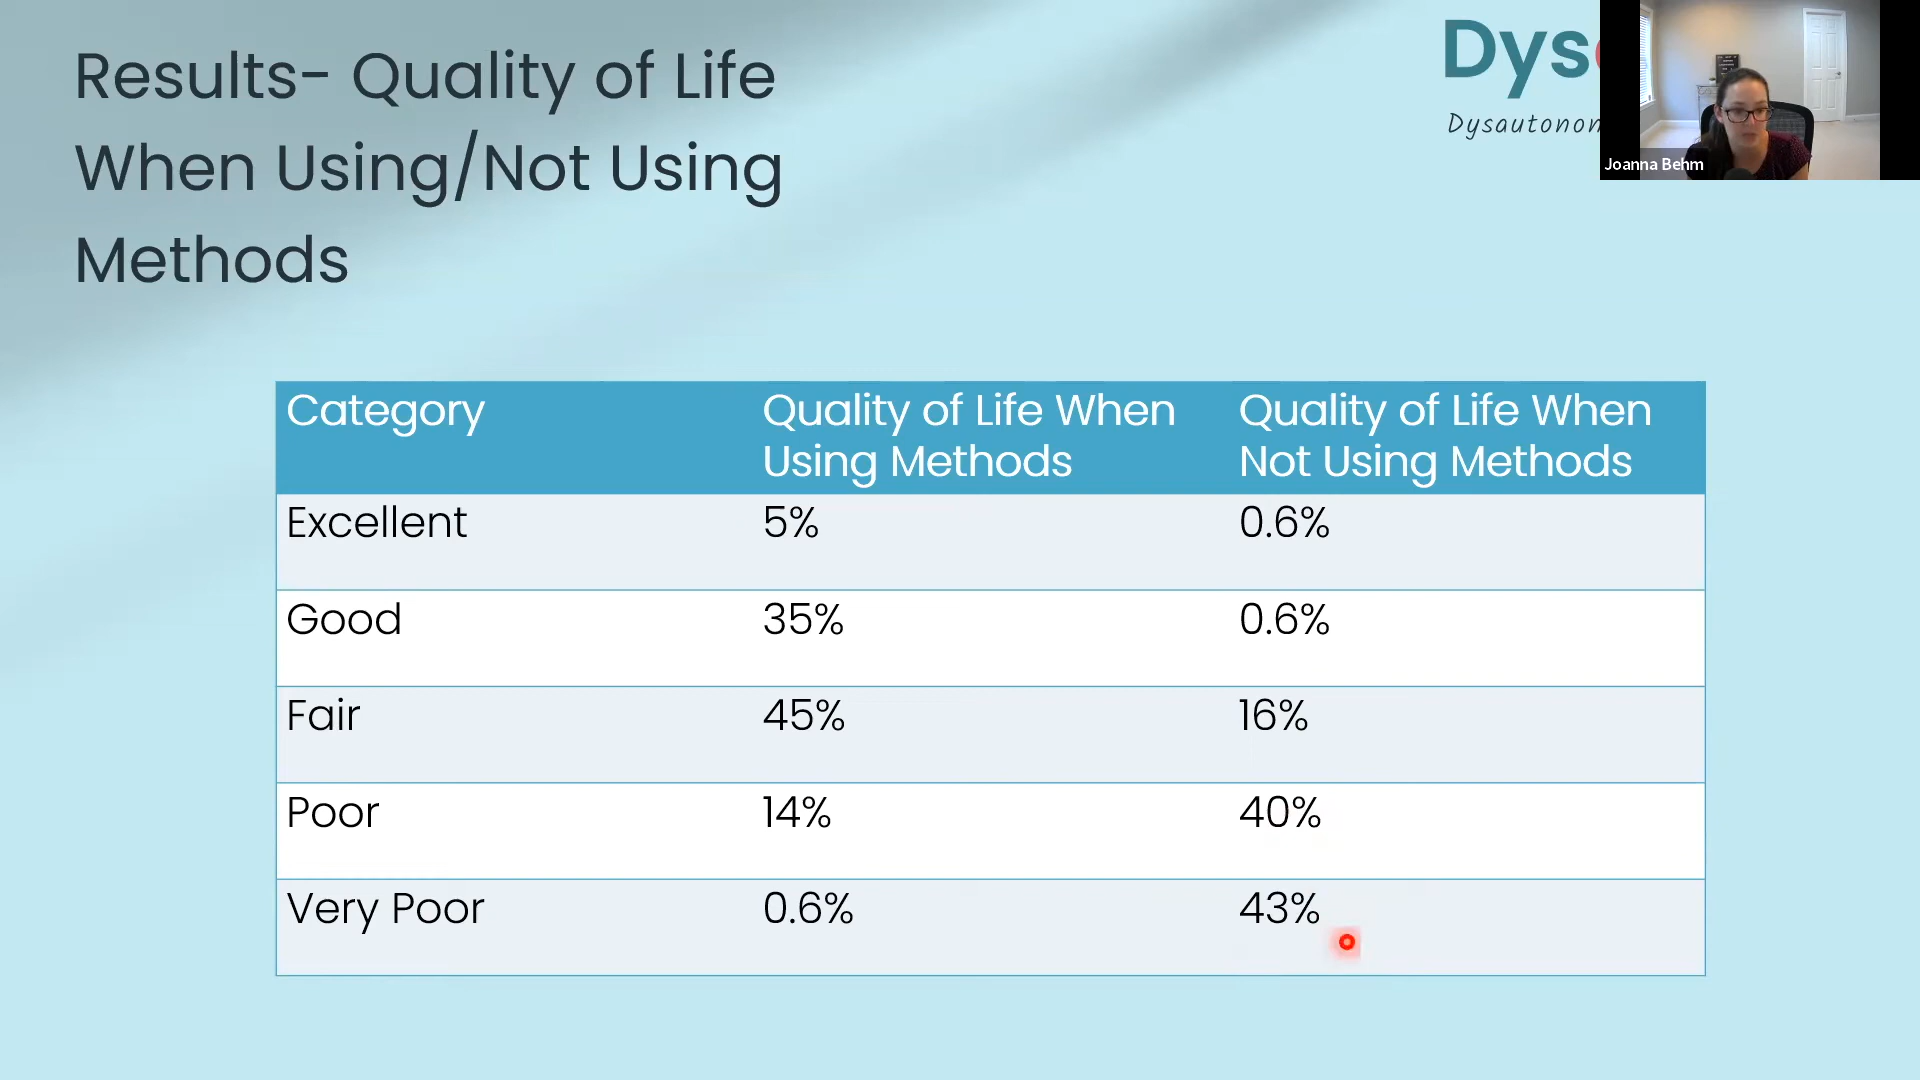 Results- Quality of Life
When Using/Not Using
Methods
Dys
Joanna Behm
Category
Quality of Life When
Using Methods
Quality of Life When
Not Using Methods
Excellent
5%
0.6%
Good
35%
0.6%
Fair
45%
16%
Poor
14%
40%
Very Poor
0.6%
43%